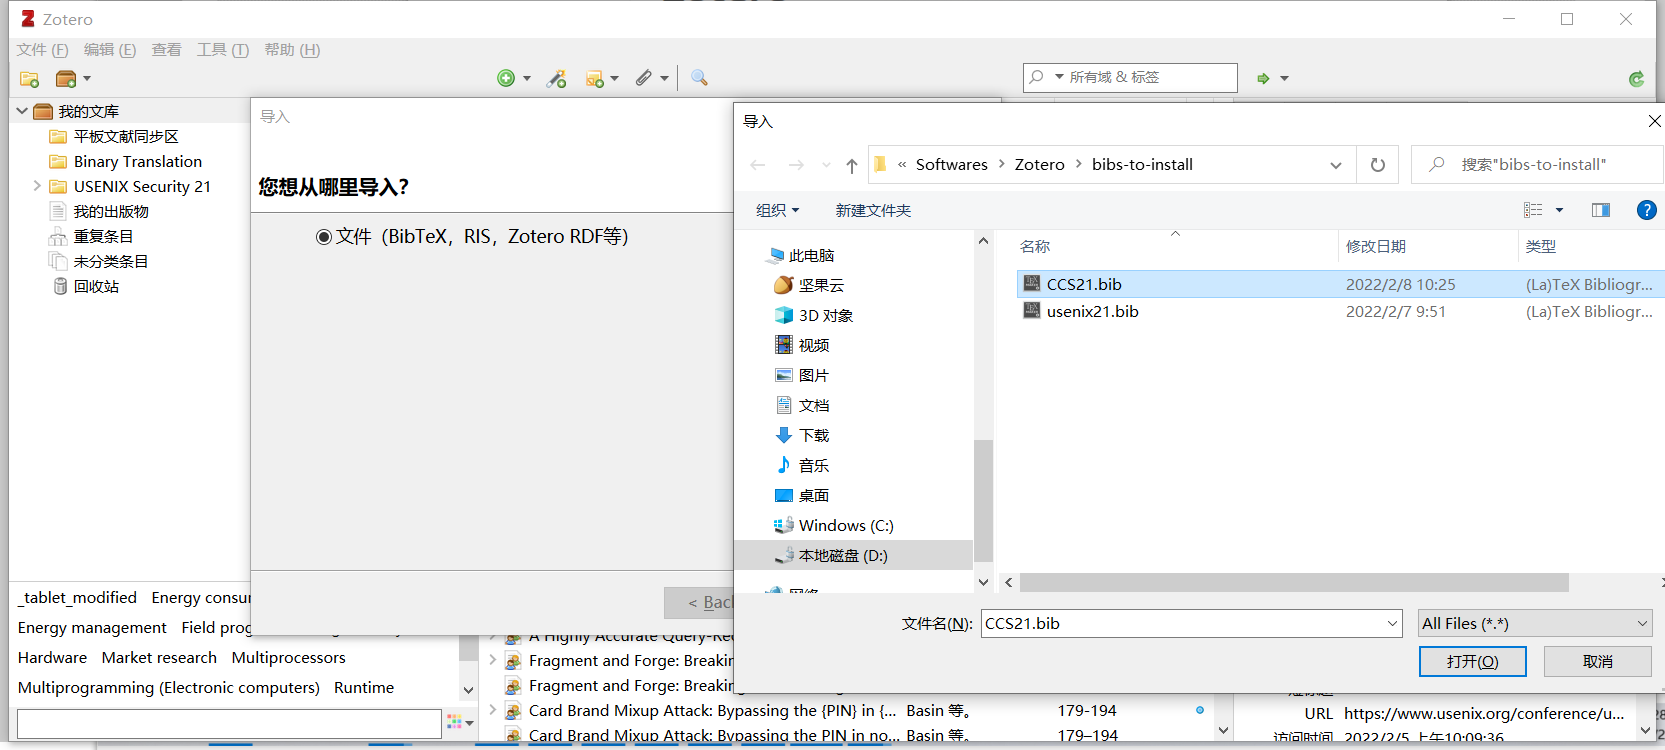 Zotero
文件 (F) 编辑 (E) 查看 工具 (T) 帮助 (H)
所有域 & 标签
我的文库
平板文献同步区
Binary Translation
USENIX Security 21
我的出版物
重复条目
未分类条目
回收站
_tablet_modified Energy consu
Energy management Field prog
Hardware Market research Multiprocessors
Multiprogramming (Electronic computers) Runtime
导入
您想从哪里导入?
文件（BibTeX，RIS，Zotero RDF等）
< Back
A Highly Accurate Query-Re
Fragment and Forge: Breakin
Fragment and Forge: Breakin
Card Brand Mixup Attack: Bypassing the {PIN} in {... Basin 等。 179-194
Card Brand Mixup Attack: Bypassing the PIN in no... Basin 等。 179–194
导入
« Softwares > Zotero > bibs-to-install
搜索"bibs-to-install"
组织 新建文件夹
此电脑
坚果云
3D 对象
视频
图片
文档
下载
音乐
桌面
Windows (C:)
本地磁盘 (D:)
网络
名称 修改日期 类型
CCS21.bib 2022/2/8 10:25 (La)TeX Bibliogr...
usenix21.bib 2022/2/7 9:51 (La)TeX Bibliogr...
文件名(N): CCS21.bib All Files (*.*)
打开(O) 取消
URL https://www.usenix.org/conference/u...
访问时间 2022/2/5 上午10:09:36